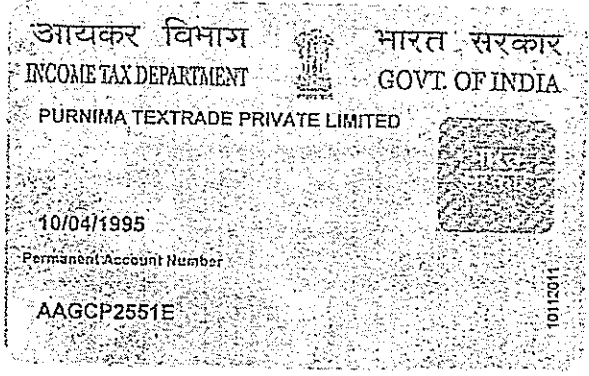 आयकर विभाग
भारत सरकार
INCOME TAX DEPARTMENT
GOVT. OF INDIA
PURNIMA TEXTRADE PRIVATE LIMITED
भारत
10/04/1995
Permanent Account Number
AAGCP2551E
10112011